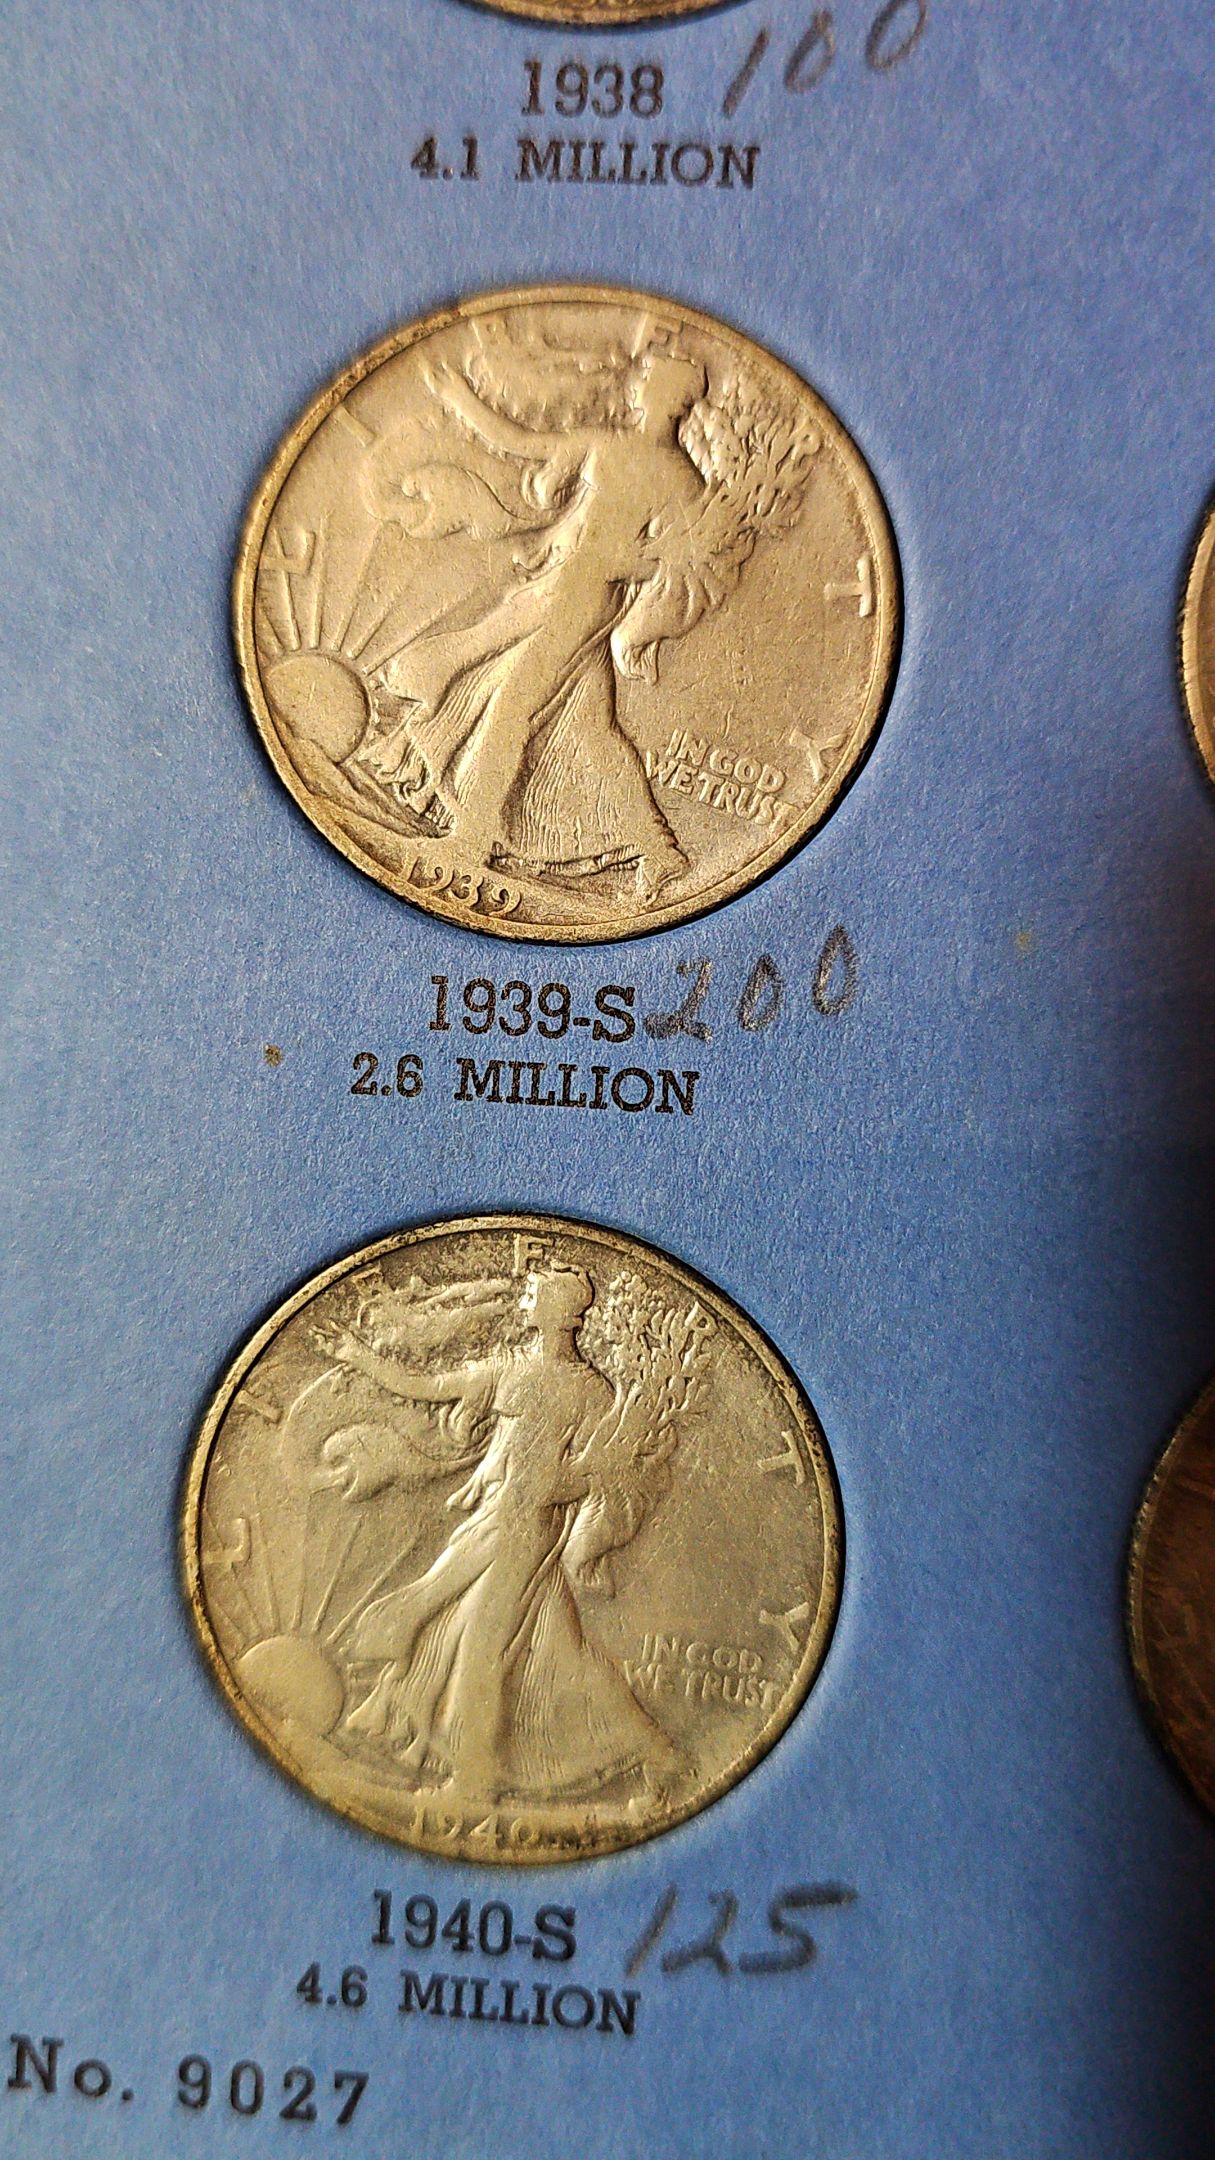 1938 100
4.1 MILLION
LIBERTY
IN GOD
WE TRUST
1939
1939-S 200
2.6 MILLION
LIBERTY
IN GOD
WE TRUST
1940
1940-S 125
4.6 MILLION
No. 9027